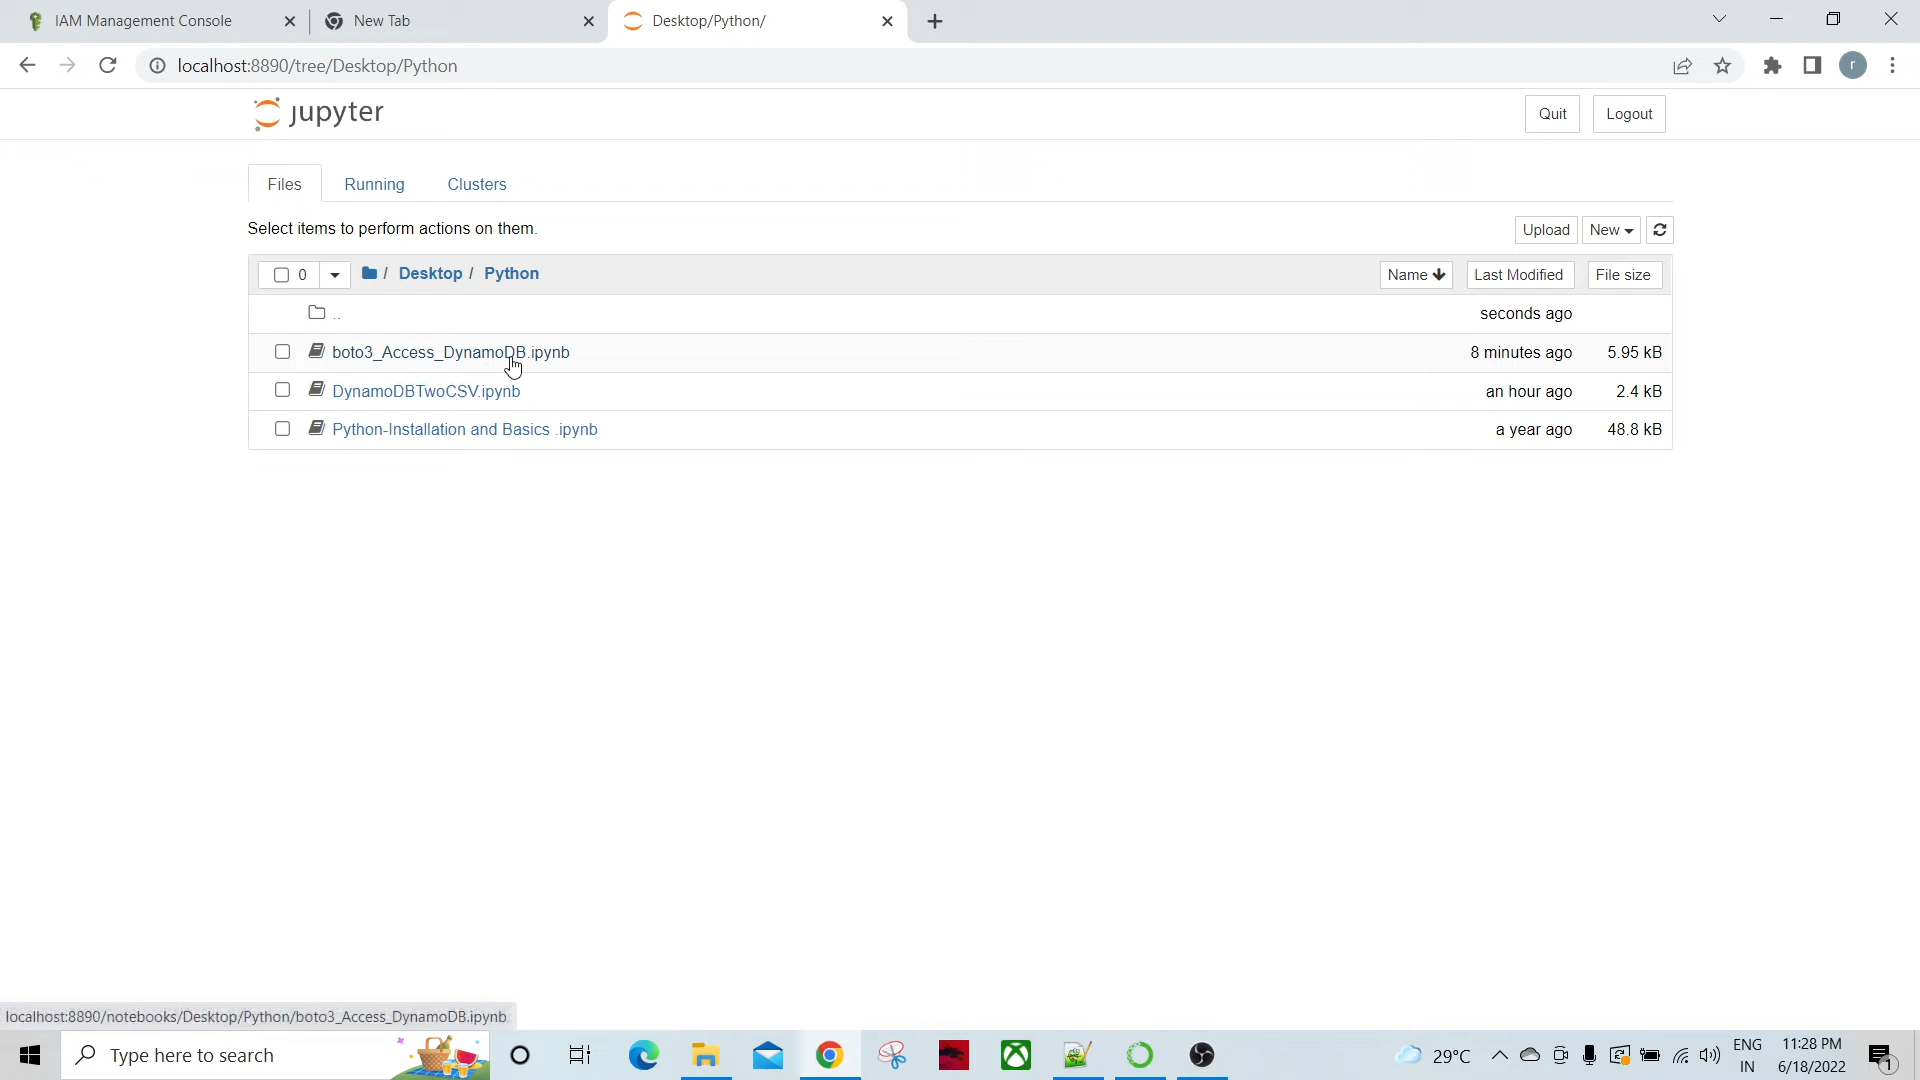 IAM Management Console
New Tab
Desktop/Python/
localhost:8890/tree/Desktop/Python
r
jupyter
Quit
Logout
Files
Running
Clusters
Select items to perform actions on them.
Upload
New
0
/ Desktop / Python
Name
Last Modified
File size
..
seconds ago
boto3_Access_DynamoDB.ipynb
8 minutes ago
5.95 kB
DynamoDBTwoCSV.ipynb
an hour ago
2.4 kB
Python-Installation and Basics .ipynb
a year ago
48.8 kB
localhost:8890/notebooks/Desktop/Python/boto3_Access_DynamoDB.ipynb
Type here to search
29°C
ENG
IN
11:28 PM
6/18/2022
1